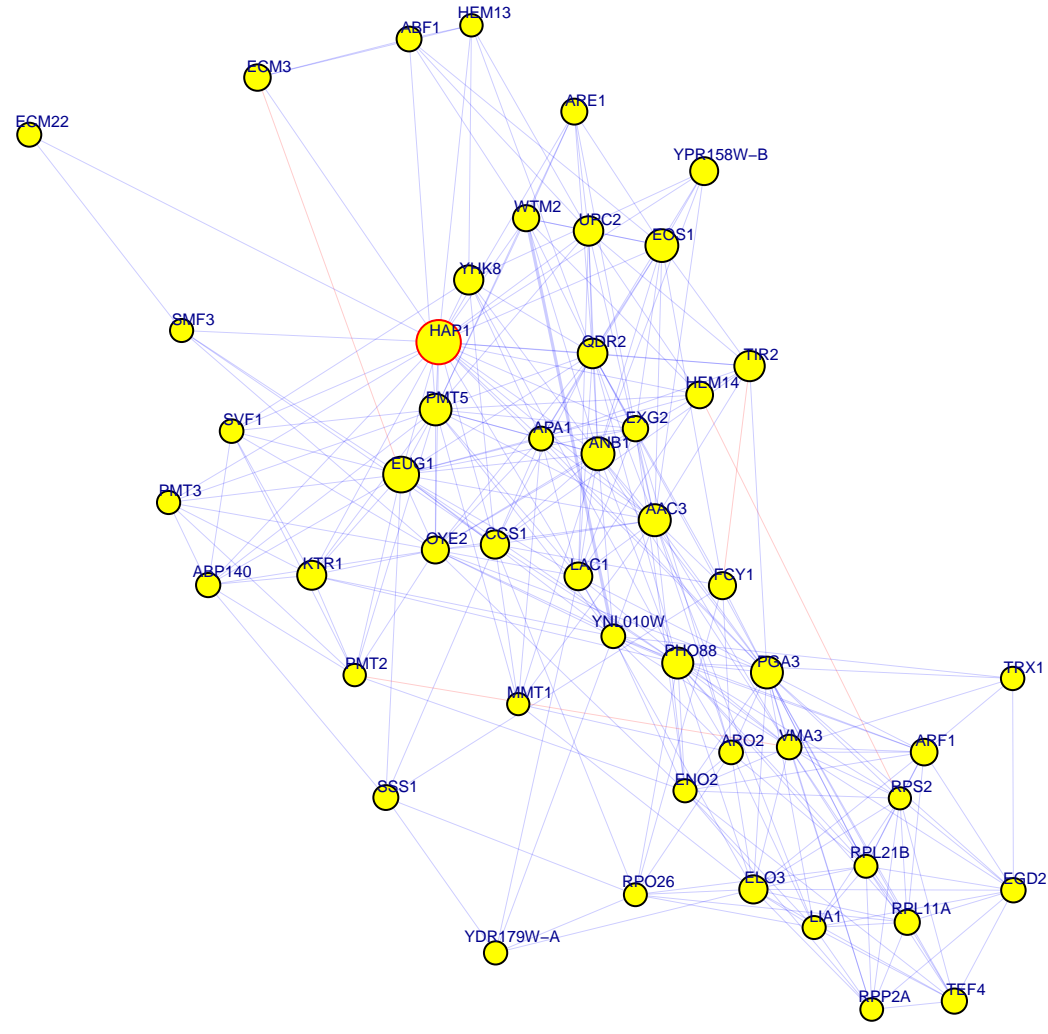 HEM13
ABF1
ECM3
ARE1
ECM22
YPR158W−B
WTM2
UPC2
EOS1
YHK8
SMF3
HAP1
QDR2
TIR2
HEM14
PMT5
SVF1
APA1
EXG2
ANB1
EUG1
PMT3
AAC3
OYE2
CCS1
ABP140
KTR1
LAC1
FCY1
YNL010W
PMT2
PHO88
PGA3
TRX1
MMT1
ARO2
VMA3
ARF1
SSS1
ENO2
RPS2
RPL21B
RPO26
ELO3
EGD2
LIA1
RPL11A
YDR179W−A
RPP2A
TEF4